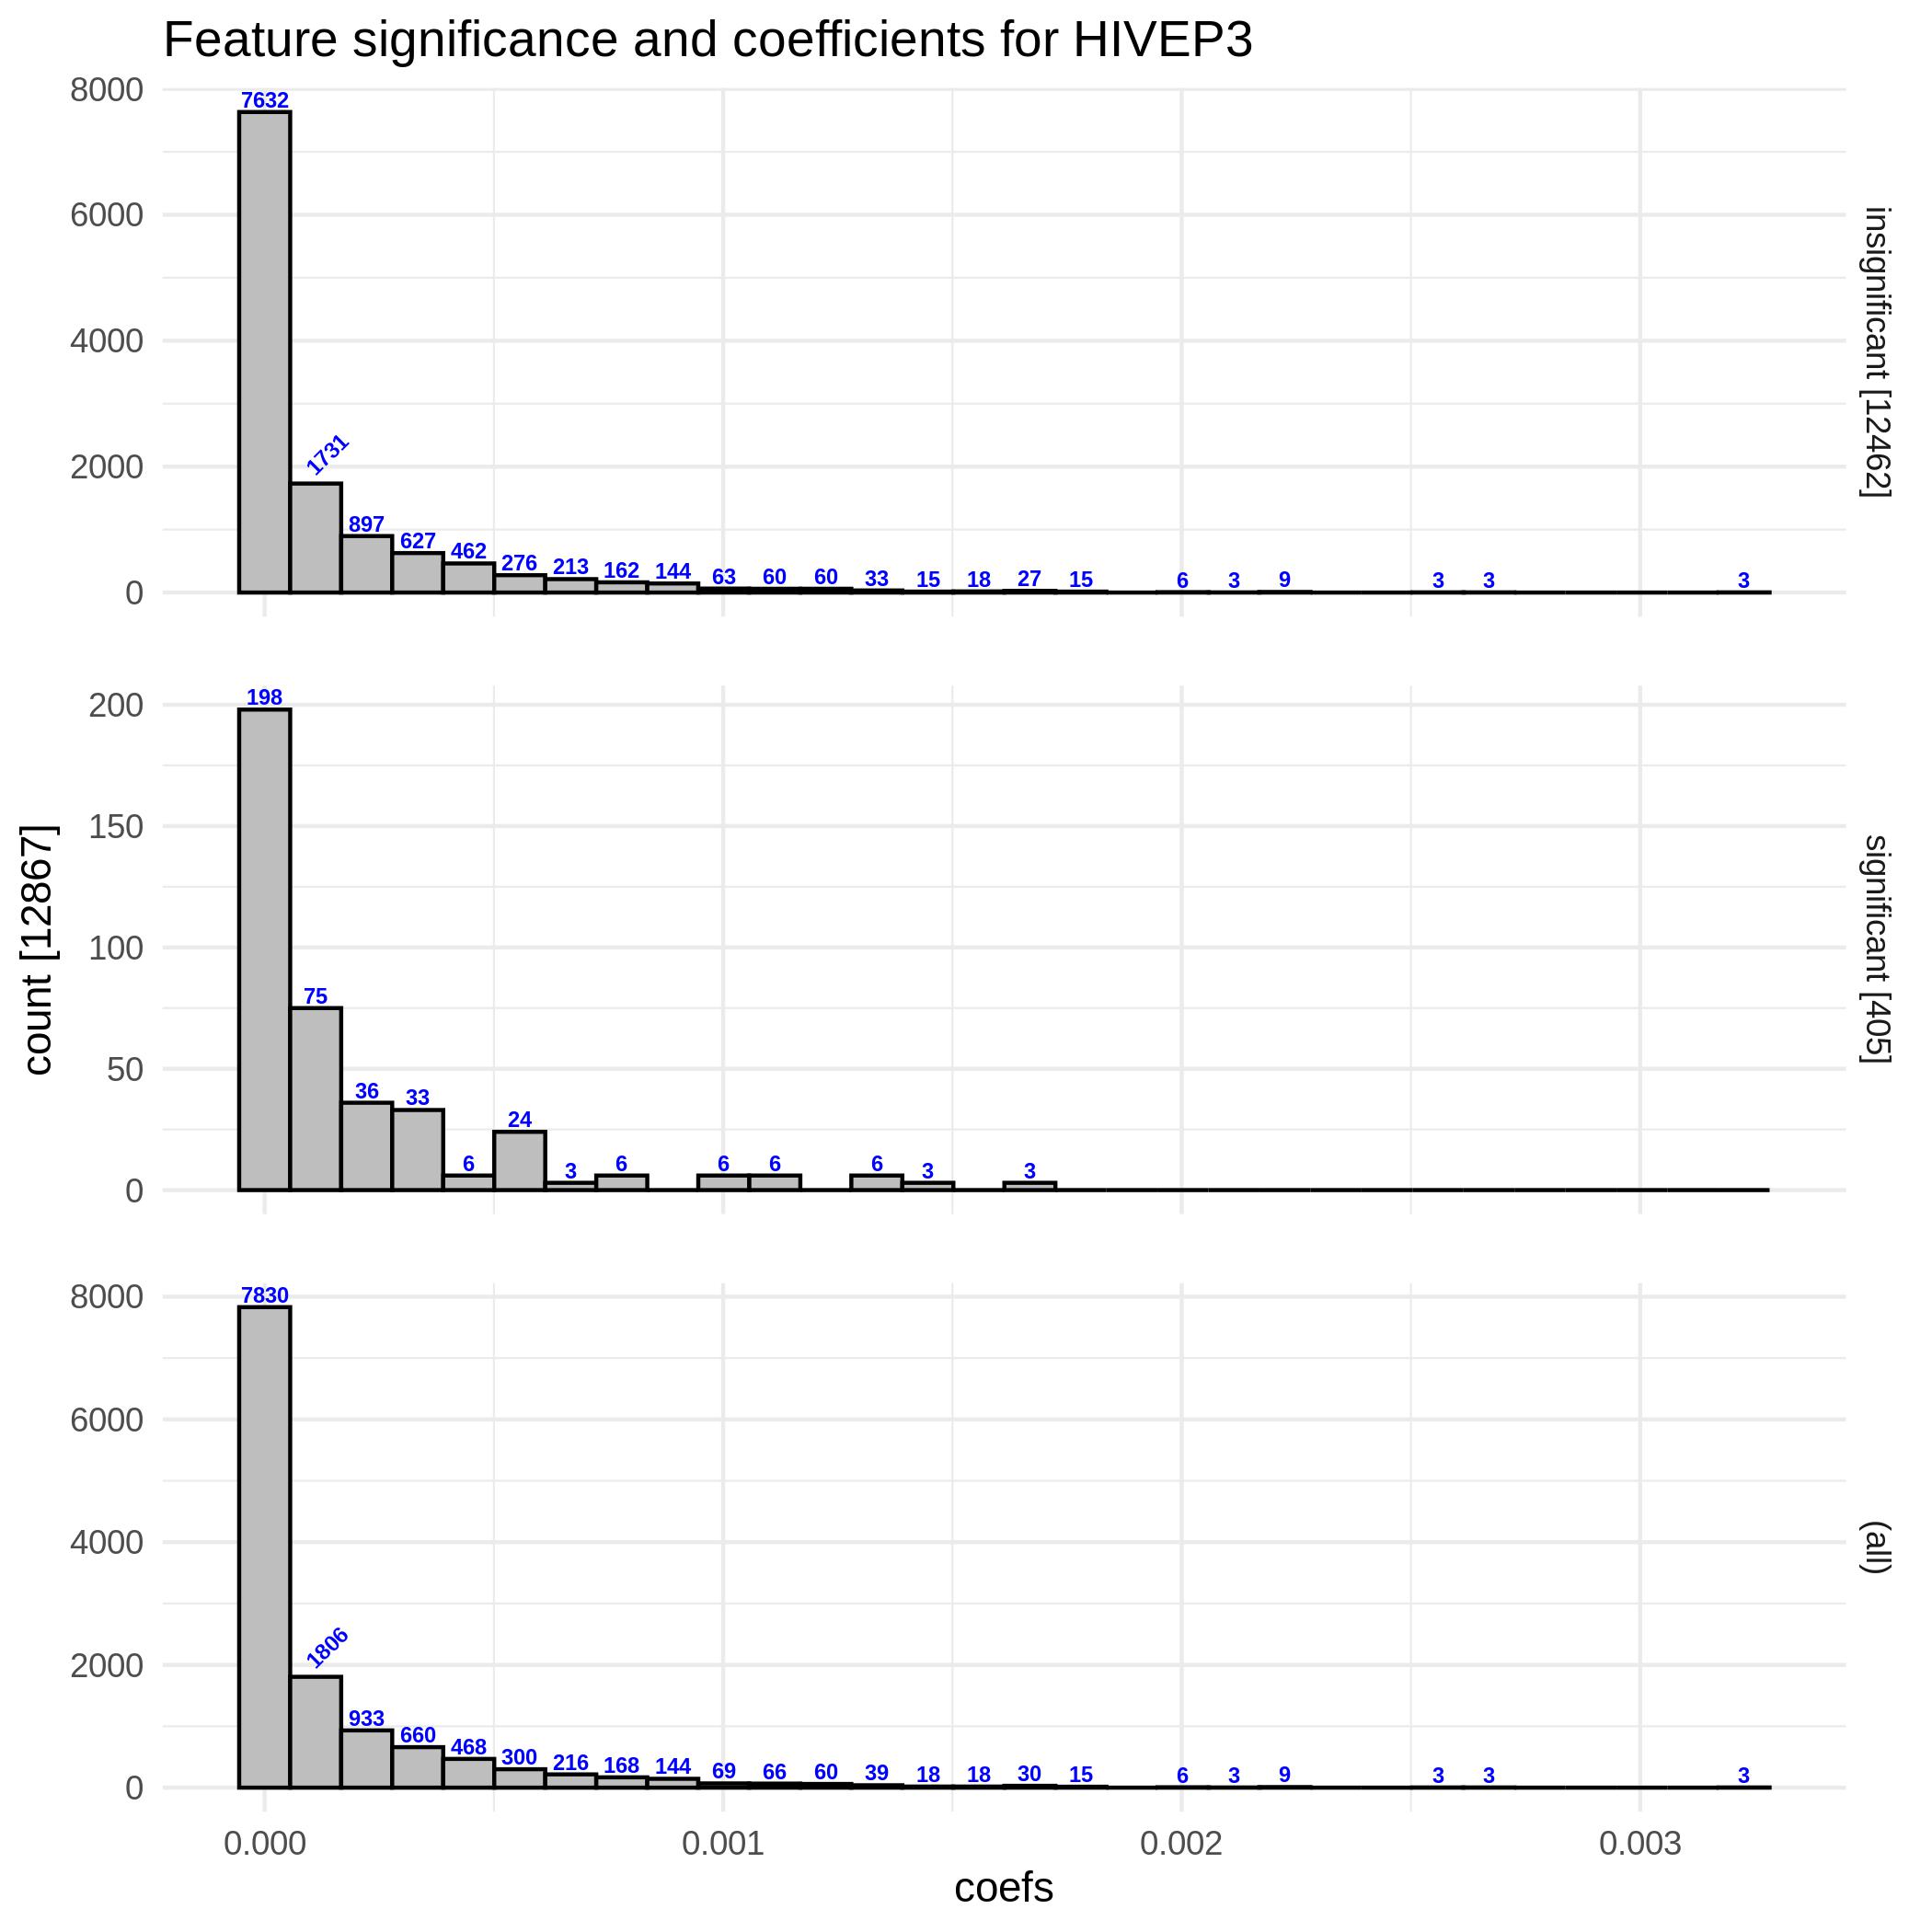 Feature significance and coefficients for HIVEP3
8000
6000
4000
2000
0
7632
1731
897 627 462 276 213 162 144 63 60 60 33 15 18 27 15 6 3 9 3 3 3
insignificant [12462]
count [12867]
200
150
100
50
0
198
75
36 33 6 24 3 6 6 6 6 3 3
significant [405]
8000
6000
4000
2000
0
7830
1806
933 660 468 300 216 168 144 69 66 60 39 18 18 30 15 6 3 9 3 3 3
(all)
0.000 0.001 0.002 0.003
coefs